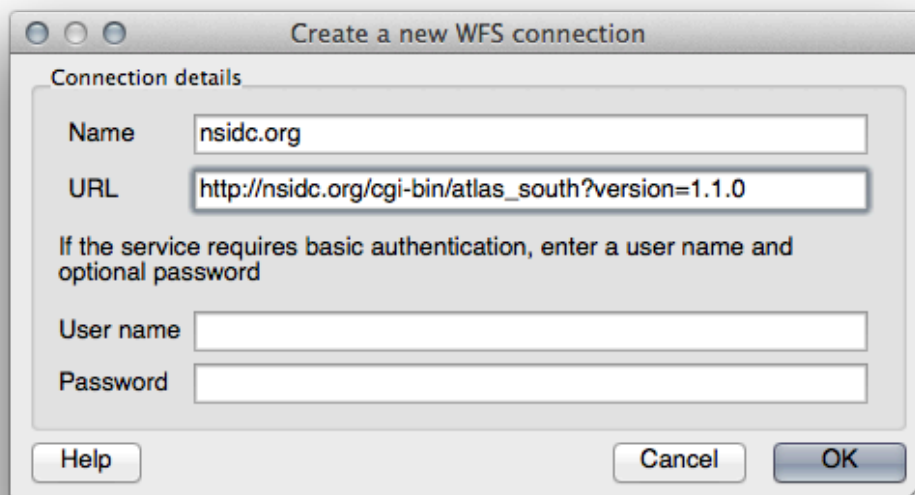 Create a new WFS connection
Connection details
Name nsidc.org
URL http://nsidc.org/cgi-bin/atlas_south?version=1.1.0
If the service requires basic authentication, enter a user name and
optional password
User name
Password
Help Cancel OK